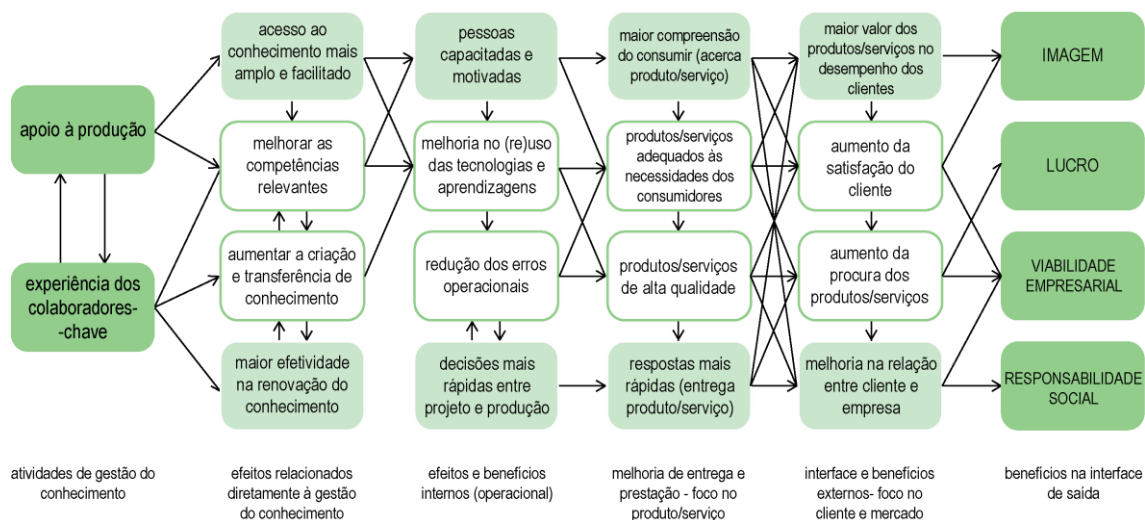 apoio à produção
experiência dos
colaboradores-
-chave
atividades de gestão do
conhecimento
acesso ao
conhecimento mais
amplo e facilitado
melhorar as
competências
relevantes
aumentar a criação
e transferência de
conhecimento
maior efetividade
na renovação do
conhecimento
efeitos relacionados
diretamente à gestão
do conhecimento
pessoas
capacitadas e
motivadas
melhoria no (re)uso
das tecnologias e
aprendizagens
redução dos erros
operacionais
decisões mais
rápidas entre
projeto e produção
efeitos e benefícios
internos (operacional)
maior compreensão
do consumir (acerca
produto/serviço)
produtos/serviços
adequados às
necessidades dos
consumidores
produtos/serviços
de alta qualidade
respostas mais
rápidas (entrega
produto/serviço)
melhoria de entrega e
prestação - foco no
produto/serviço
maior valor dos
produtos/serviços no
desempenho dos
clientes
aumento da
satisfação do
cliente
aumento da
procura dos
produtos/serviços
melhoria na relação
entre cliente e
empresa
interface e benefícios
externos- foco no
cliente e mercado
IMAGEM
LUCRO
VIABILIDADE
EMPRESARIAL
RESPONSABILIDADE
SOCIAL
benefícios na interface
de saída